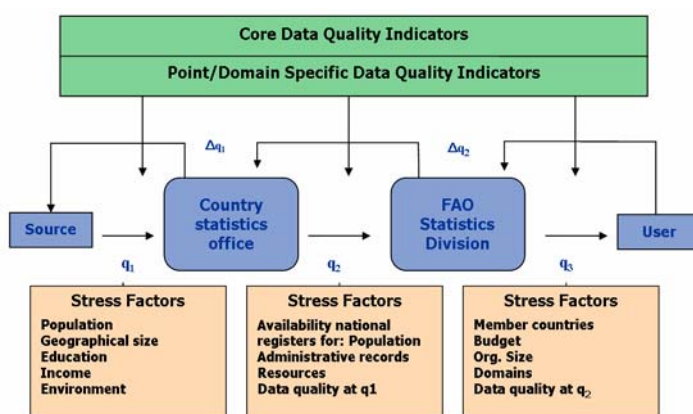 Core Data Quality Indicators
Point/Domain Specific Data Quality Indicators
Δq₁
Δq₂
Source
Country
statistics
office
FAO
Statistics
Division
User
q₁
q₂
q₃
Stress Factors
Population
Geographical size
Education
Income
Environment
Stress Factors
Availability national
registers for: Population
Administrative records
Resources
Data quality at q1
Stress Factors
Member countries
Budget
Org. Size
Domains
Data quality at q₂